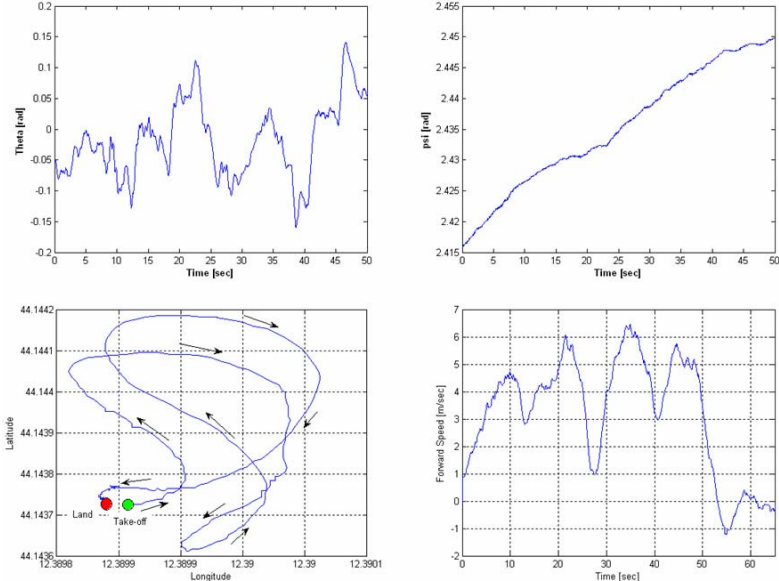 0.2
0.15
0.1
0.05
0
-0.05
-0.1
-0.15
-0.2
Theta [rad]
0 5 10 15 20 25 30 35 40 45 50
Time [sec]
2.455
2.45
2.445
2.44
2.435
2.43
2.425
2.42
2.415
psi [rad]
0 5 10 15 20 25 30 35 40 45 50
Time [sec]
44.1442
44.1441
44.144
44.1439
44.1438
44.1437
44.1436
Latitude
Land
Take-off
12.3898 12.3899 12.3899 12.39 12.39 12.3901
Longitude
7
6
5
4
3
2
1
0
-1
-2
Forward Speed [m/sec]
0 10 20 30 40 50 60
Time [sec]